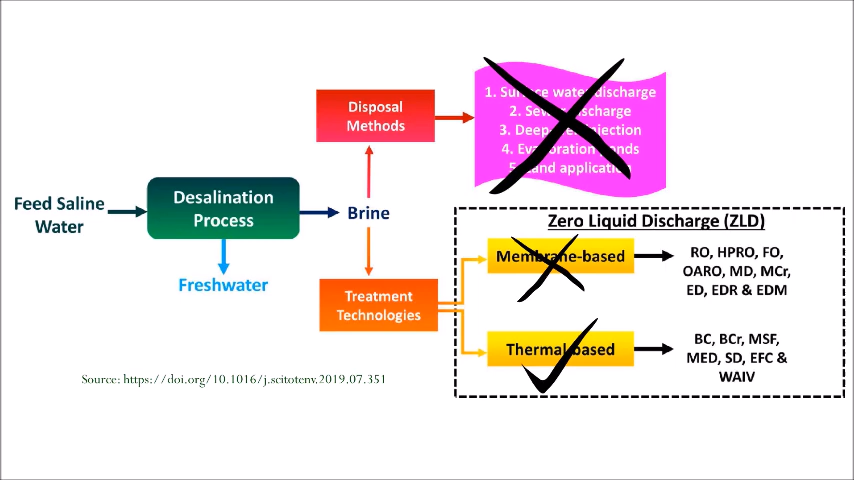 Feed Saline
Water
Desalination
Process
Freshwater
Brine
Disposal
Methods
1. Surface water discharge
2. Sewer discharge
3. Deep-well injection
4. Evaporation ponds
5. Land application
Treatment
Technologies
Zero Liquid Discharge (ZLD)
Membrane-based
RO, HPRO, FO,
OARO, MD, MCr,
ED, EDR & EDM
Thermal-based
BC, BCr, MSF,
MED, SD, EFC &
WAIV
Source: https://doi.org/10.1016/j.scitotenv.2019.07.351